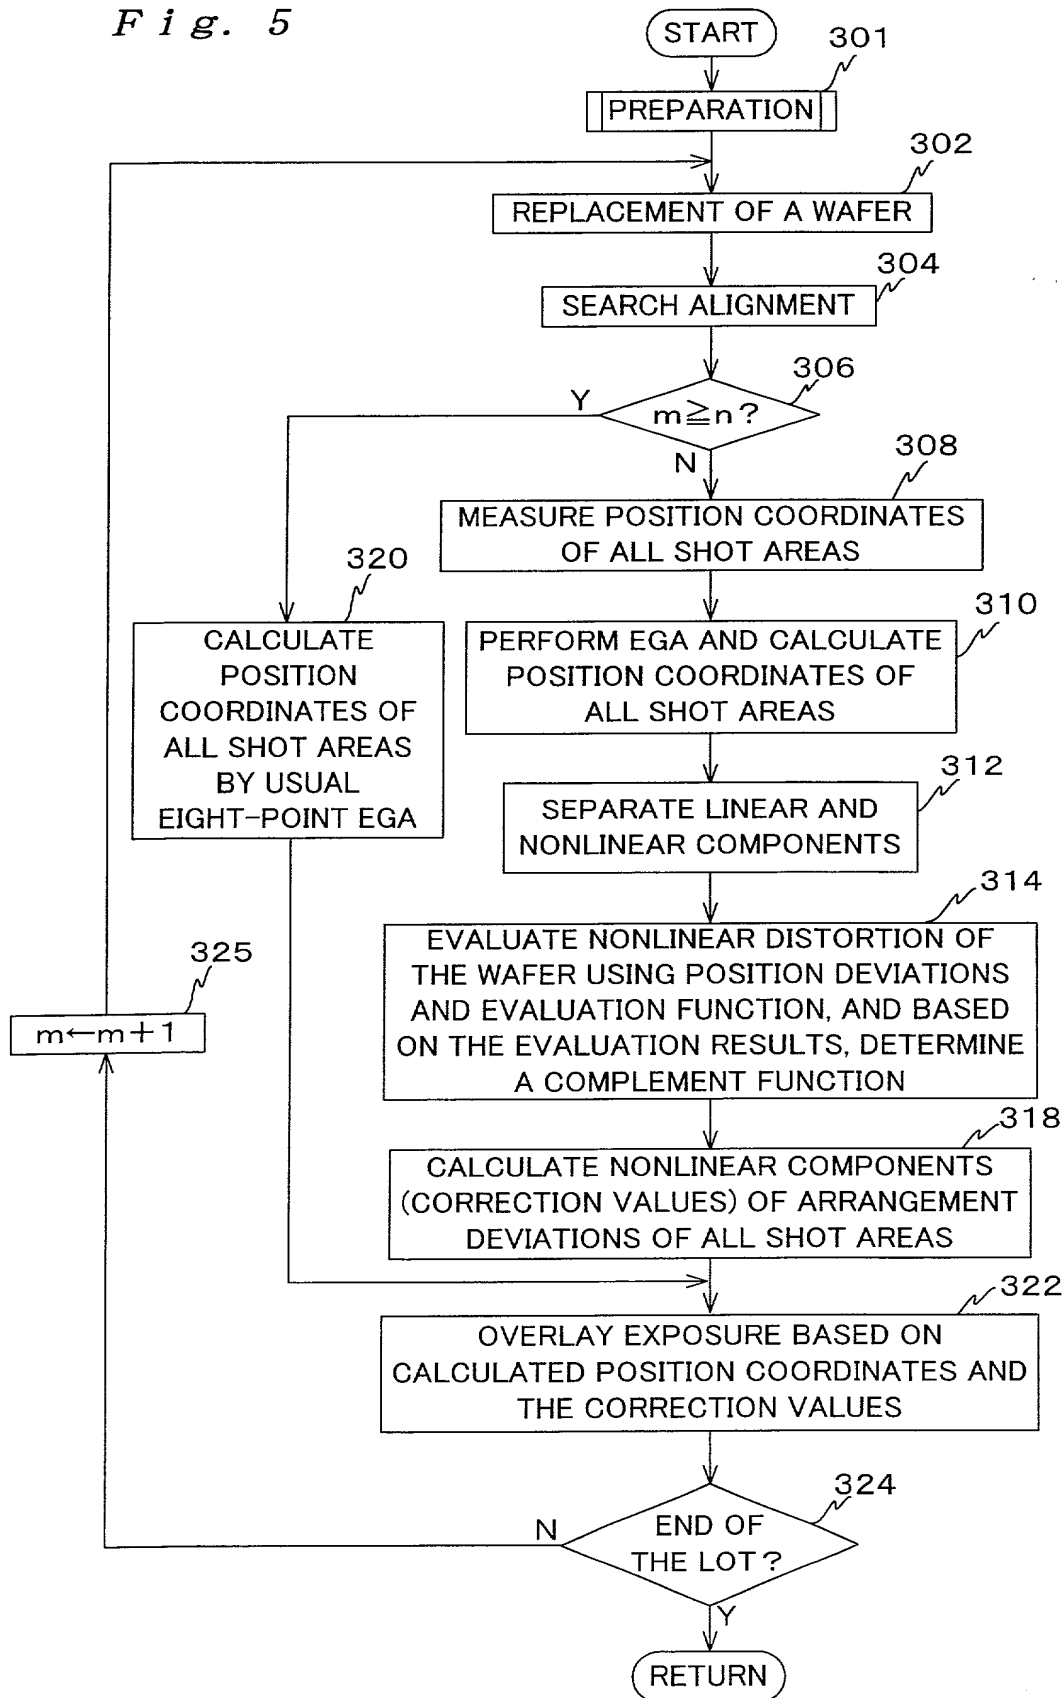 Fig. 5
START
301
PREPARATION
302
REPLACEMENT OF A WAFER
304
SEARCH ALIGNMENT
306
Y
m≧n?
N
308
MEASURE POSITION COORDINATES
OF ALL SHOT AREAS
320
CALCULATE
POSITION
COORDINATES OF
ALL SHOT AREAS
BY USUAL
EIGHT-POINT EGA
310
PERFORM EGA AND CALCULATE
POSITION COORDINATES OF
ALL SHOT AREAS
312
SEPARATE LINEAR AND
NONLINEAR COMPONENTS
314
EVALUATE NONLINEAR DISTORTION OF
THE WAFER USING POSITION DEVIATIONS
AND EVALUATION FUNCTION, AND BASED
ON THE EVALUATION RESULTS, DETERMINE
A COMPLEMENT FUNCTION
325
m←m+1
318
CALCULATE NONLINEAR COMPONENTS
(CORRECTION VALUES) OF ARRANGEMENT
DEVIATIONS OF ALL SHOT AREAS
322
OVERLAY EXPOSURE BASED ON
CALCULATED POSITION COORDINATES AND
THE CORRECTION VALUES
324
N
END OF
THE LOT?
Y
RETURN